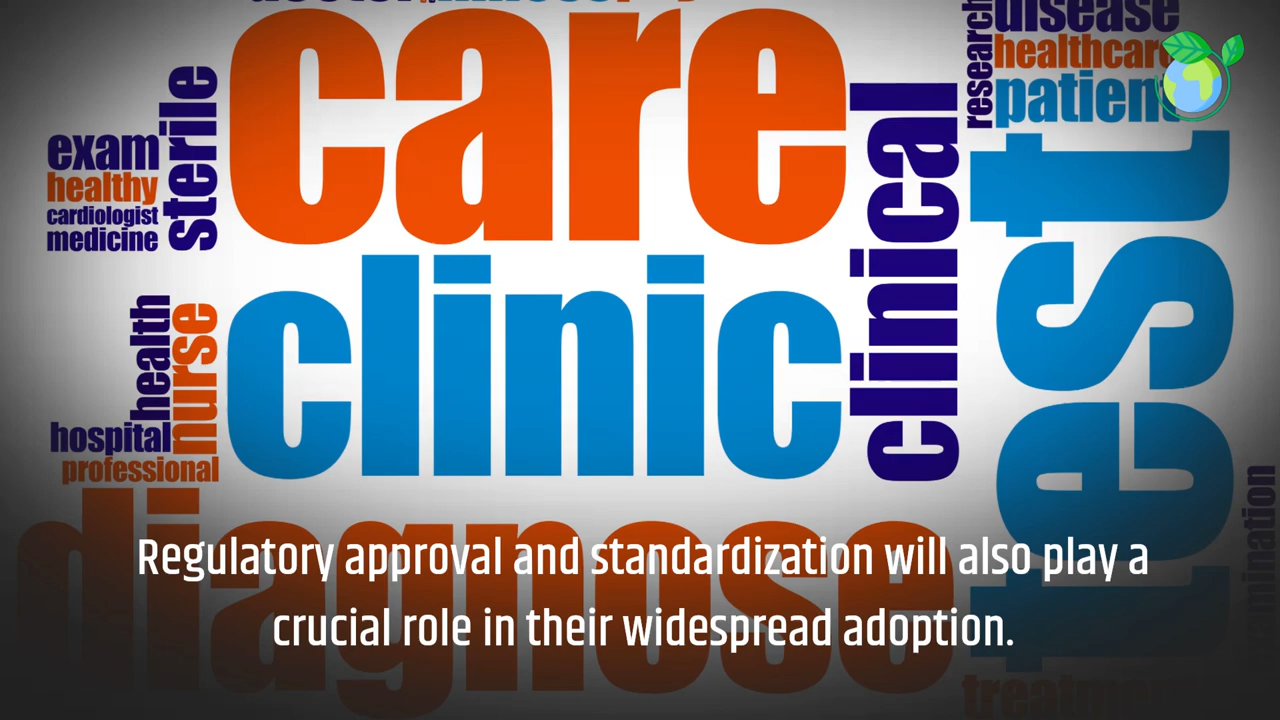 care
disease
research
healthcare
patient
sterile
exam
healthy
cardiologist
medicine
clinical
test
clinic
health
nurse
hospital
professional
diagnose
Regulatory approval and standardization will also play a
crucial role in their widespread adoption.